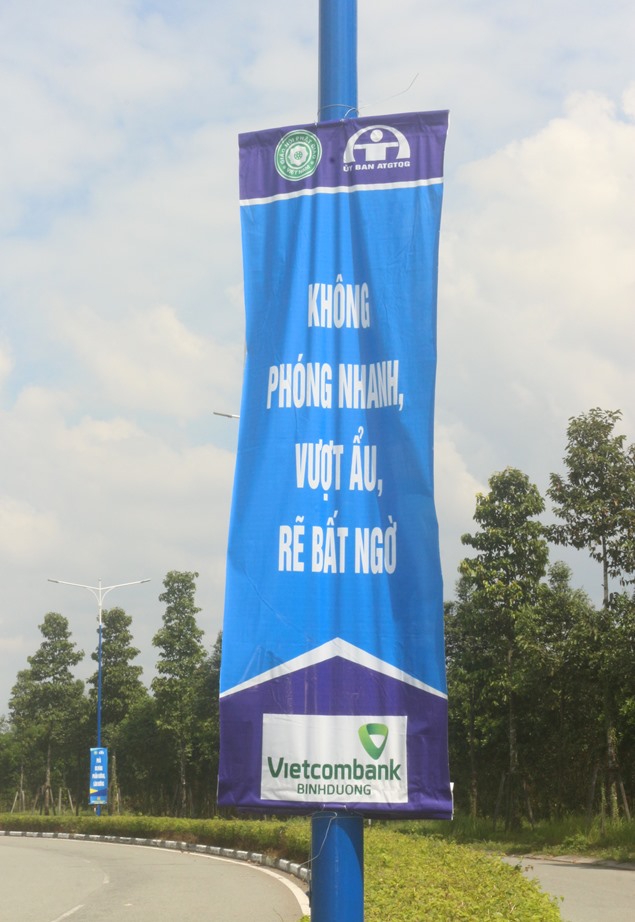 ỦY BAN ATGTQG
KHÔNG
PHÓNG NHANH,
VƯỢT ẨU,
RẼ BẤT NGỜ
Vietcombank
BINHDUONG